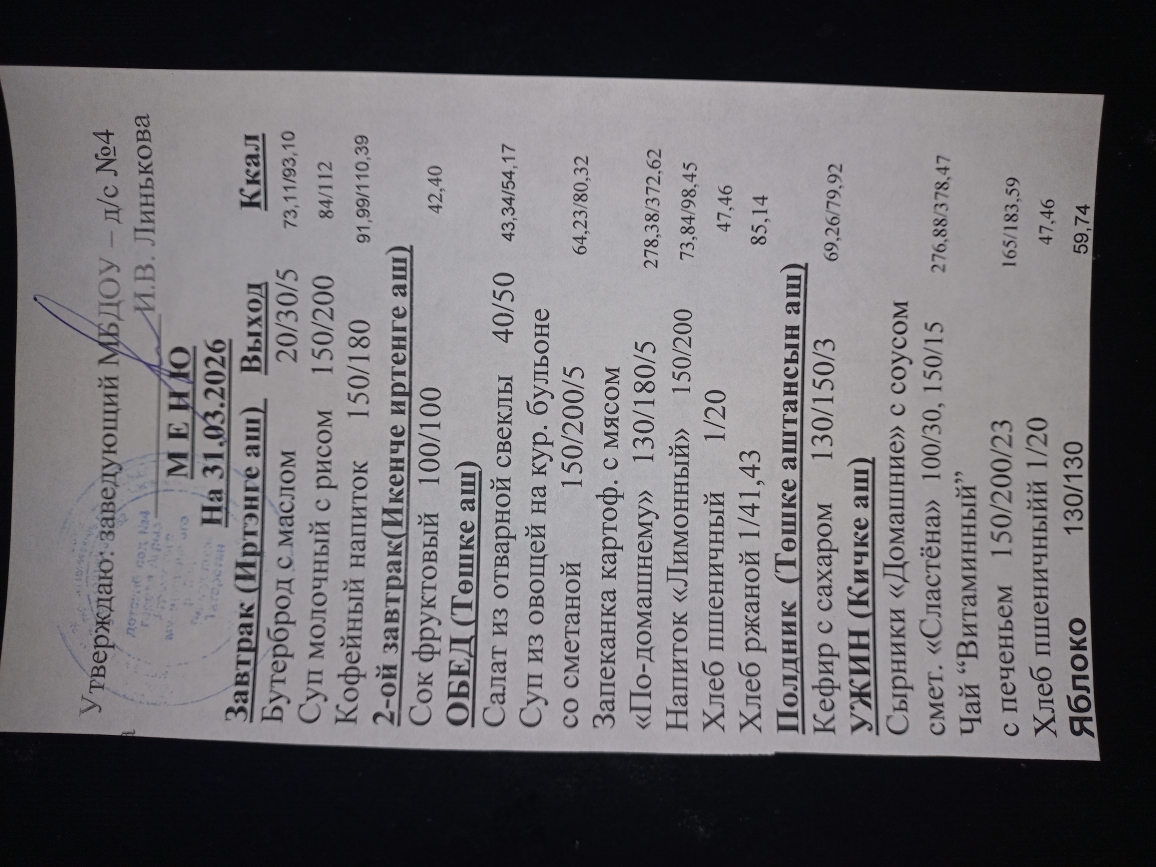 Утверждаю: заведующий МБДОУ – д/с №4
И.В. Линькова
М Е Н Ю
На 31.03.2026
Завтрак (Иртэнге аш) Выход Ккал
Бутерброд с маслом 20/30/5 73,11/93,10
Суп молочный с рисом 150/200 84/112
Кофейный напиток 150/180 91,99/110,39
2-ой завтрак(Икенче иртенге аш)
Сок фруктовый 100/100 42,40
ОБЕД (Төшке аш)
Салат из отварной свеклы 40/50 43,34/54,17
Суп из овощей на кур. бульоне
со сметаной 150/200/5 64,23/80,32
Запеканка картоф. с мясом
«По-домашнему» 130/180/5 278,38/372,62
Напиток «Лимонный» 150/200 73,84/98,45
Хлеб пшеничный 1/20 47,46
Хлеб ржаной 1/41,43 85,14
Полдник (Төшке аштансын аш)
Кефир с сахаром 130/150/3 69,26/79,92
УЖИН (Кичке аш)
Сырники «Домашние» с соусом
смет. «Сластёна» 100/30, 150/15 276,88/378,47
Чай “Витаминный”
с печеньем 150/200/23 165/183,59
Хлеб пшеничныйй 1/20 47,46
Яблоко 130/130 59,74